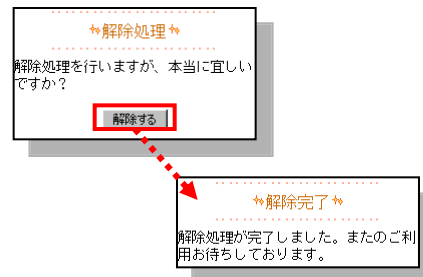 解除処理
解除処理を行いますが、本当に宜しい
ですか？
解除する
解除完了
解除処理が完了しました。またのご利
用お待ちしております。